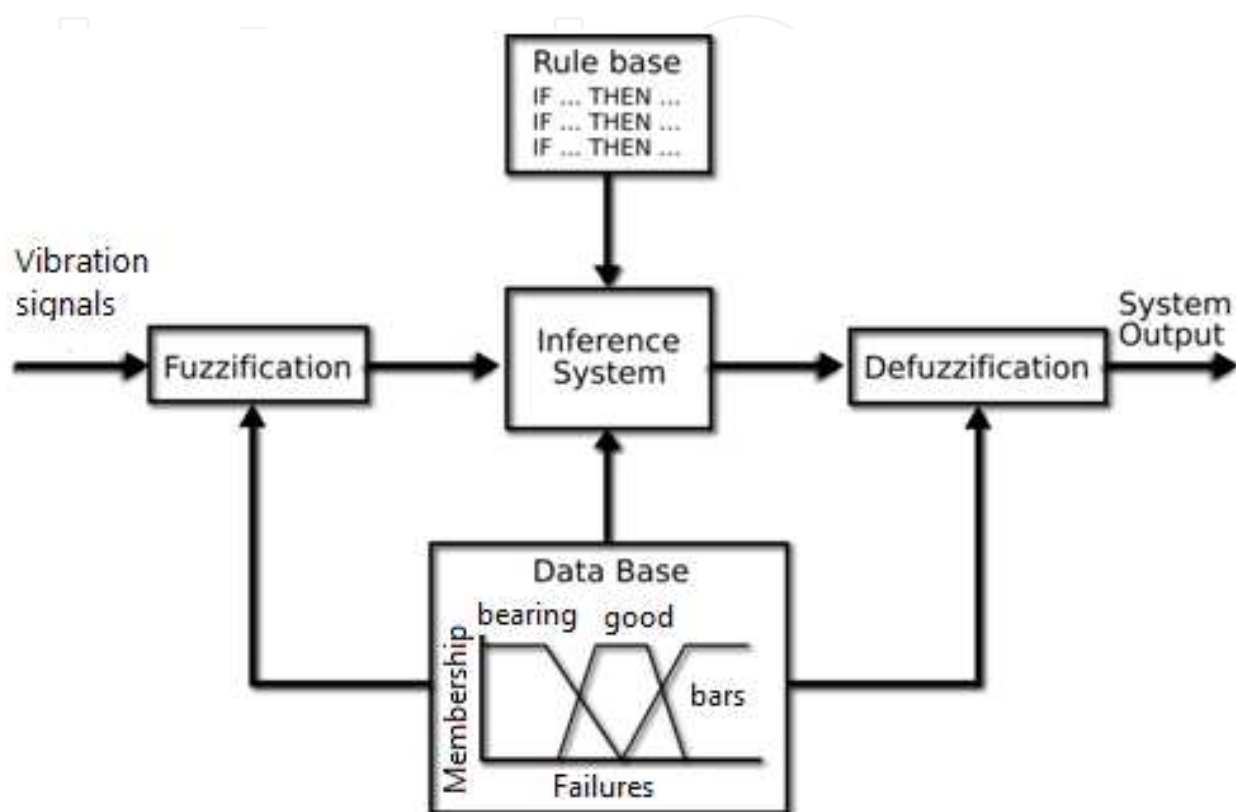 Rule base
IF ... THEN ...
IF ... THEN ...
IF ... THEN ...
Vibration
signals
Fuzzification
Inference
System
Defuzzification
System
Output
Data Base
bearing good
bars
Membership
Failures